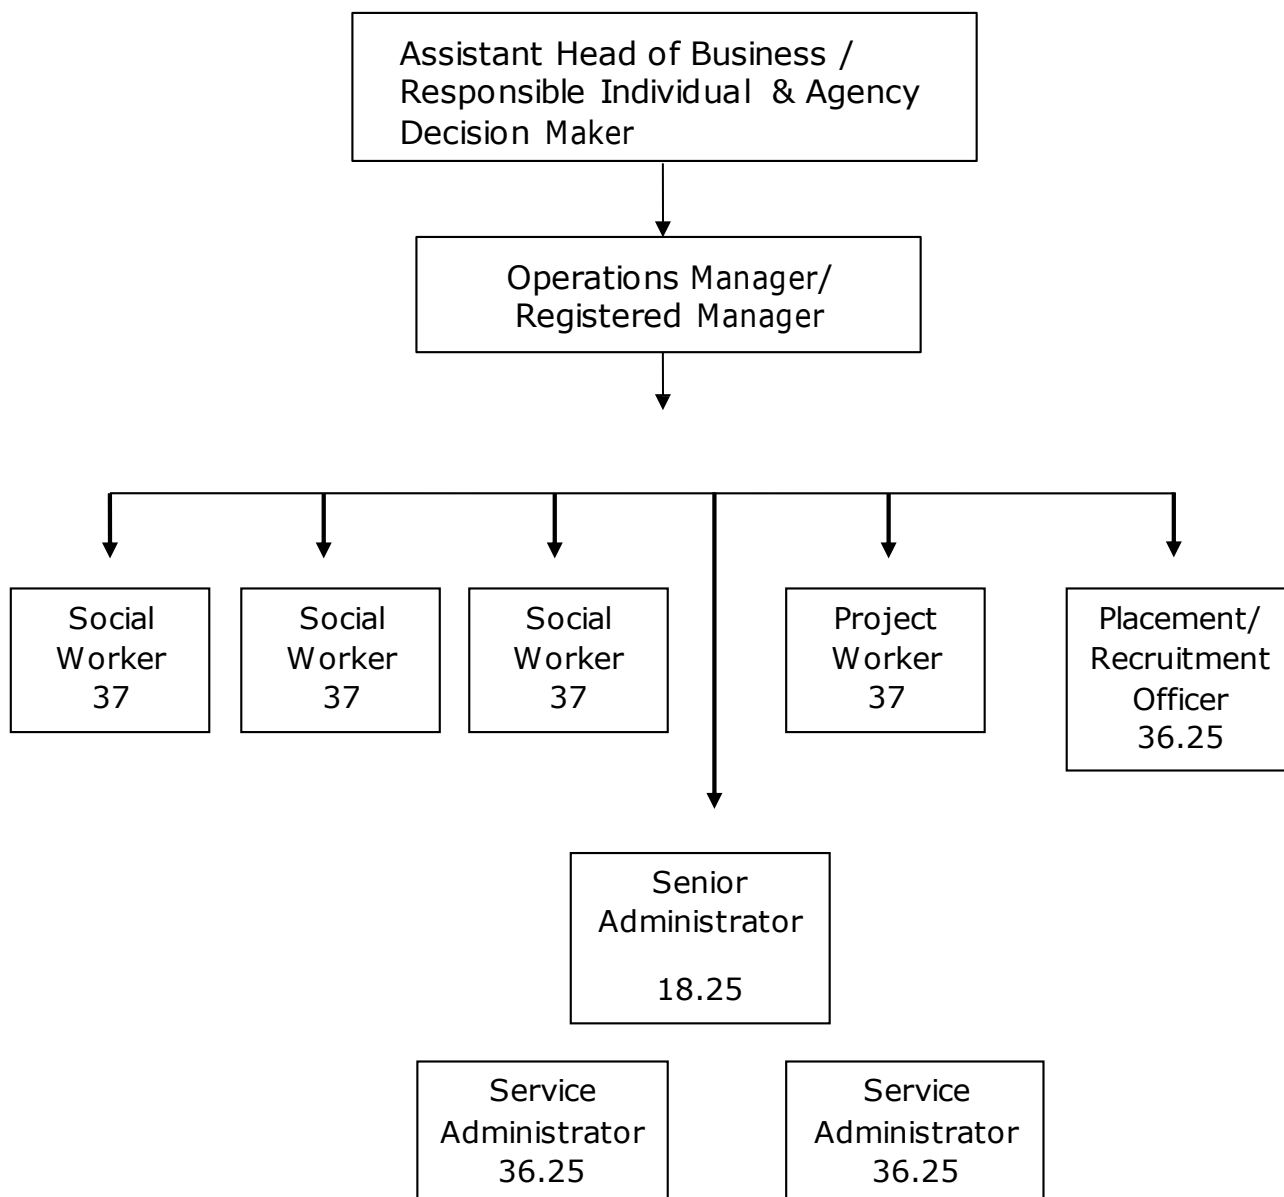 Assistant Head of Business /
Responsible Individual & Agency
Decision Maker
Operations Manager/
Registered Manager
Social
Worker
37
Social
Worker
37
Social
Worker
37
Project
Worker
37
Placement/
Recruitment
Officer
36.25
Senior
Administrator
18.25
Service
Administrator
36.25
Service
Administrator
36.25